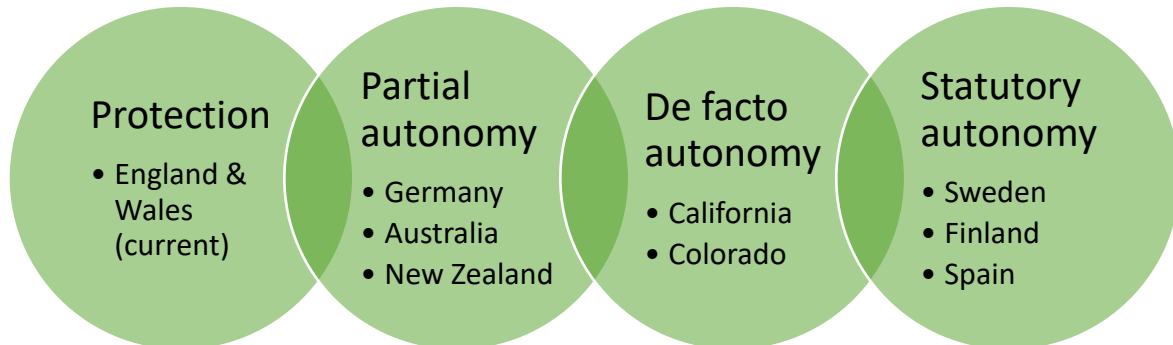 Protection
• England &
Wales
(current)
Partial
autonomy
• Germany
• Australia
• New Zealand
De facto
autonomy
• California
• Colorado
Statutory
autonomy
• Sweden
• Finland
• Spain